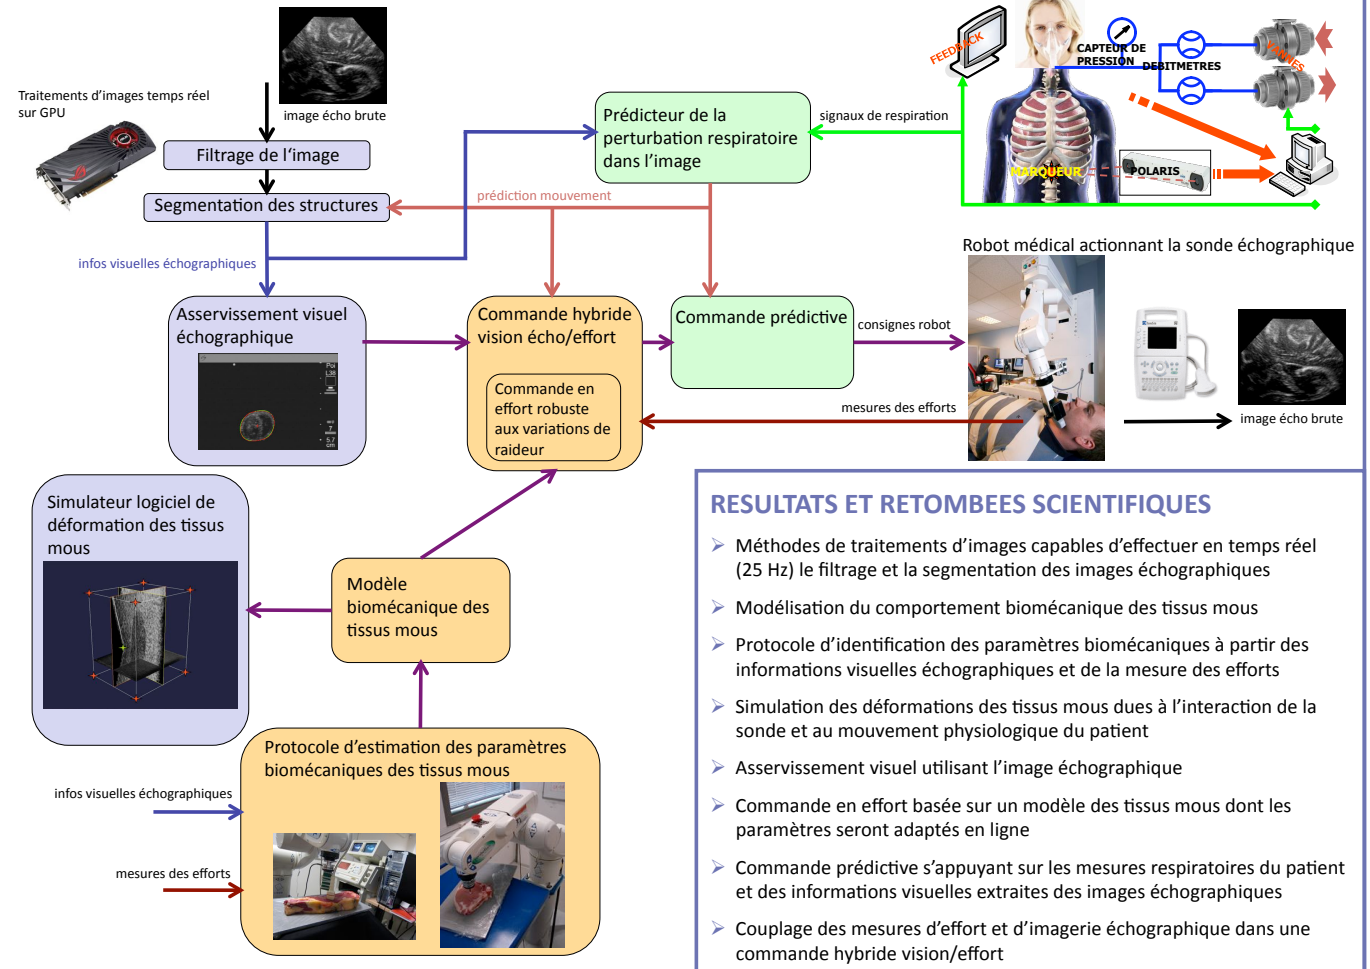 Traitements d'images temps réel
sur GPU
image écho brute
Filtrage de l'image
Segmentation des structures
infos visuelles échographiques
Prédicteur de la
perturbation respiratoire
dans l'image
prédiction mouvement
signaux de respiration
FEEDBACK
CAPTEUR DE
PRESSION
DEBITMETRES
VANNES
MARQUEUR
POLARIS
Robot médical actionnant la sonde échographique
Asservissement visuel
échographique
Poi
L38
7
5.7
cm
Commande hybride
vision écho/effort
Commande en
effort robuste
aux variations de
raideur
Commande prédictive
consignes robot
mesures des efforts
image écho brute
Simulateur logiciel de
déformation des tissus
mous
Modèle
biomécanique des
tissus mous
Protocole d'estimation des paramètres
biomécaniques des tissus mous
infos visuelles échographiques
mesures des efforts
RESULTATS ET RETOMBEES SCIENTIFIQUES
➢ Méthodes de traitements d'images capables d'effectuer en temps réel
(25 Hz) le filtrage et la segmentation des images échographiques
➢ Modélisation du comportement biomécanique des tissus mous
➢ Protocole d'identification des paramètres biomécaniques à partir des
informations visuelles échographiques et de la mesure des efforts
➢ Simulation des déformations des tissus mous dues à l'interaction de la
sonde et au mouvement physiologique du patient
➢ Asservissement visuel utilisant l'image échographique
➢ Commande en effort basée sur un modèle des tissus mous dont les
paramètres seront adaptés en ligne
➢ Commande prédictive s'appuyant sur les mesures respiratoires du patient
et des informations visuelles extraites des images échographiques
➢ Couplage des mesures d'effort et d'imagerie échographique dans une
commande hybride vision/effort